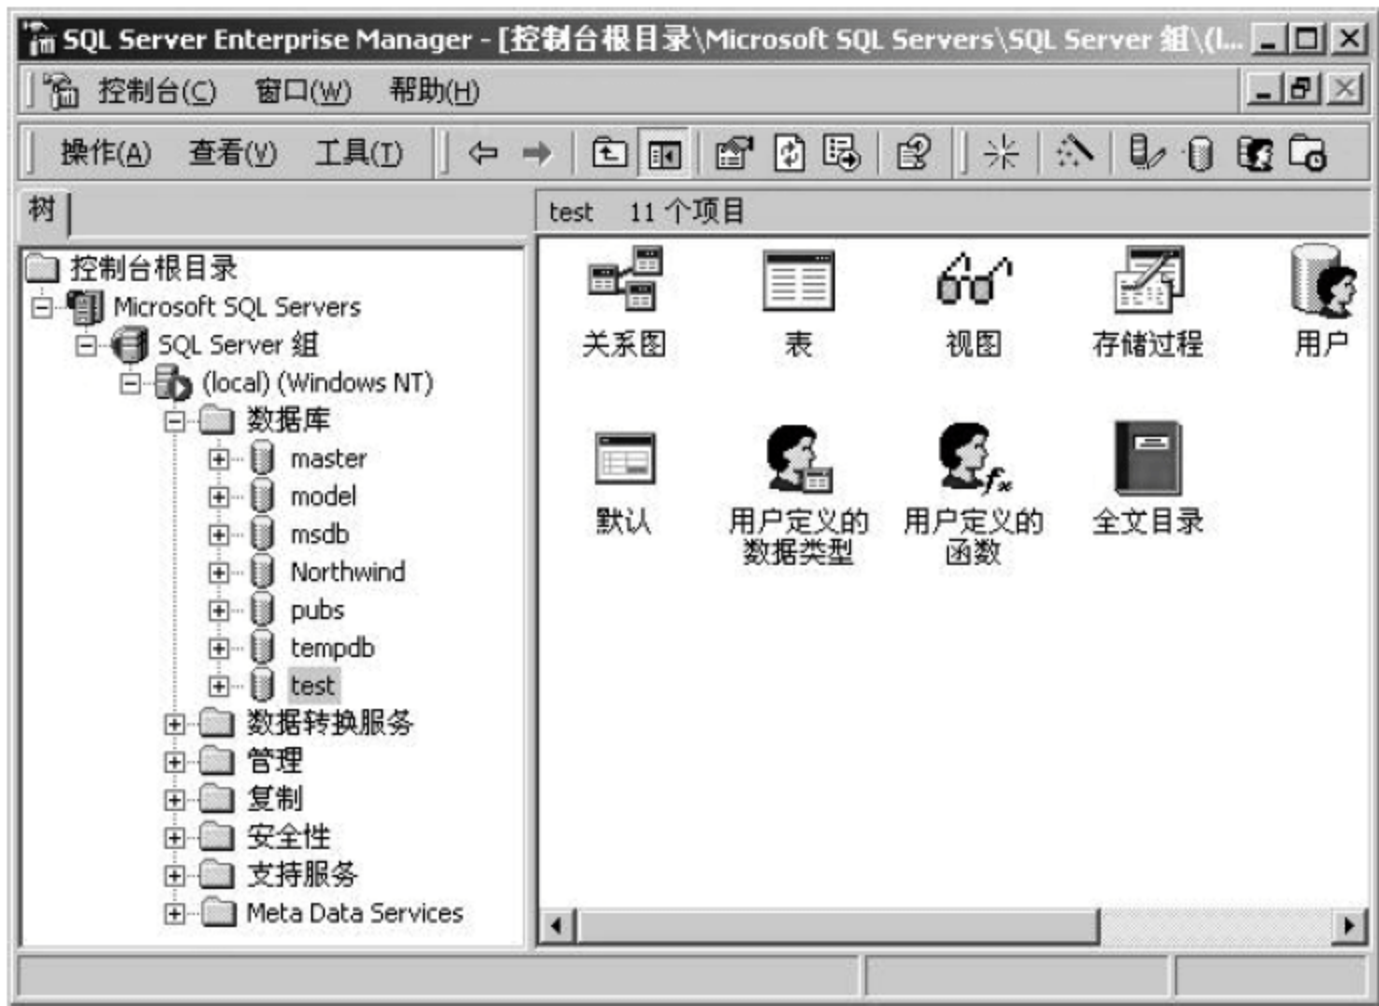 SQL Server Enterprise Manager - [控制台根目录\Microsoft SQL Servers\SQL Server 组\(l...
控制台(C) 窗口(W) 帮助(H)
操作(A) 查看(V) 工具(T)
树
test 11 个项目
控制台根目录
Microsoft SQL Servers
SQL Server 组
(local) (Windows NT)
数据库
master
model
msdb
Northwind
pubs
tempdb
test
数据转换服务
管理
复制
安全性
支持服务
Meta Data Services
关系图 表 视图 存储过程 用户
默认 用户定义的 用户定义的 全文目录
数据类型 函数